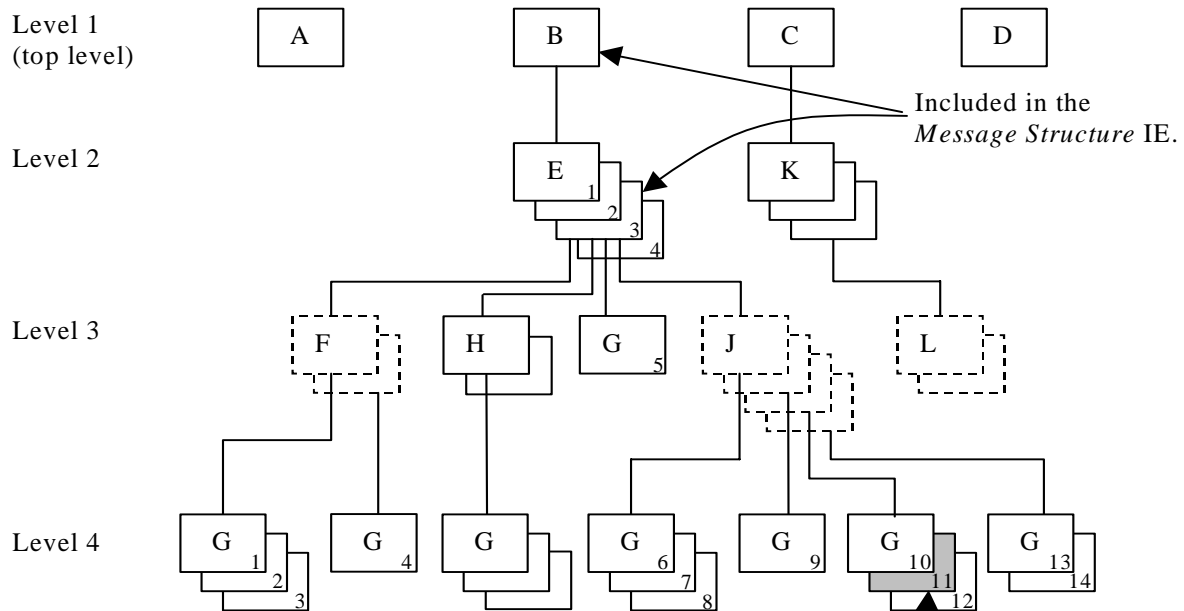 Level 1
(top level)
A
B
C
D
Included in the
Message Structure IE.
Level 2
E
1
2
3
4
K
Level 3
F
H
G
5
J
L
Level 4
G
1
2
3
G
4
G
G
6
7
8
G
9
G
10
11
12
G
13
14